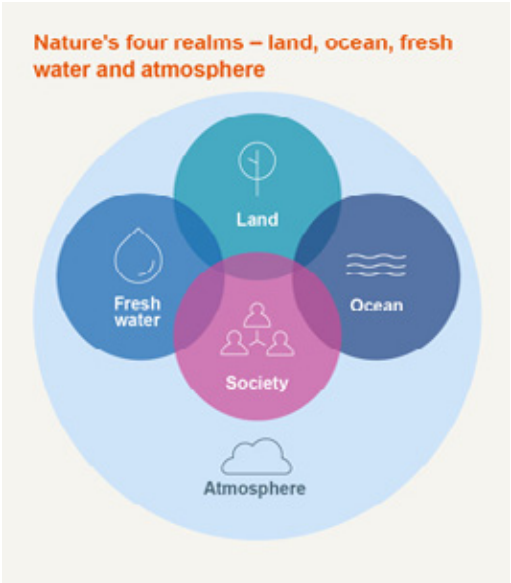 Nature's four realms – land, ocean, fresh
water and atmosphere
Land
Fresh
water
Ocean
Society
Atmosphere